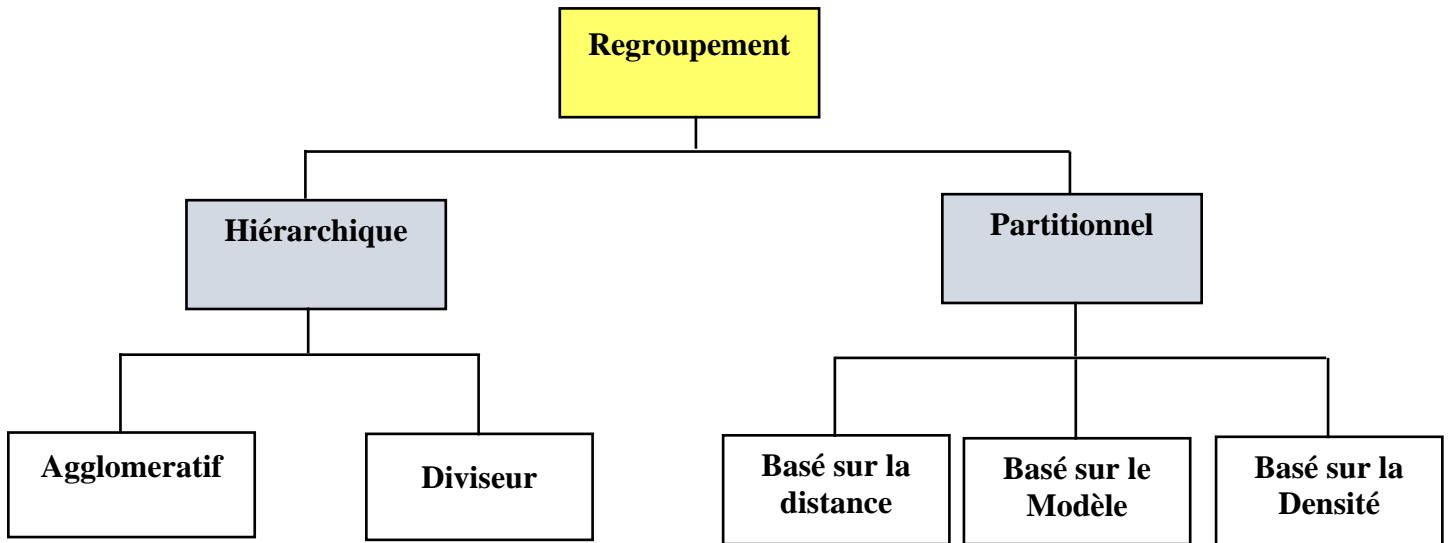 Regroupement
Hiérarchique
Partitionnel
Agglomeratif
Diviseur
Basé sur la
distance
Basé sur le
Modèle
Basé sur la
Densité